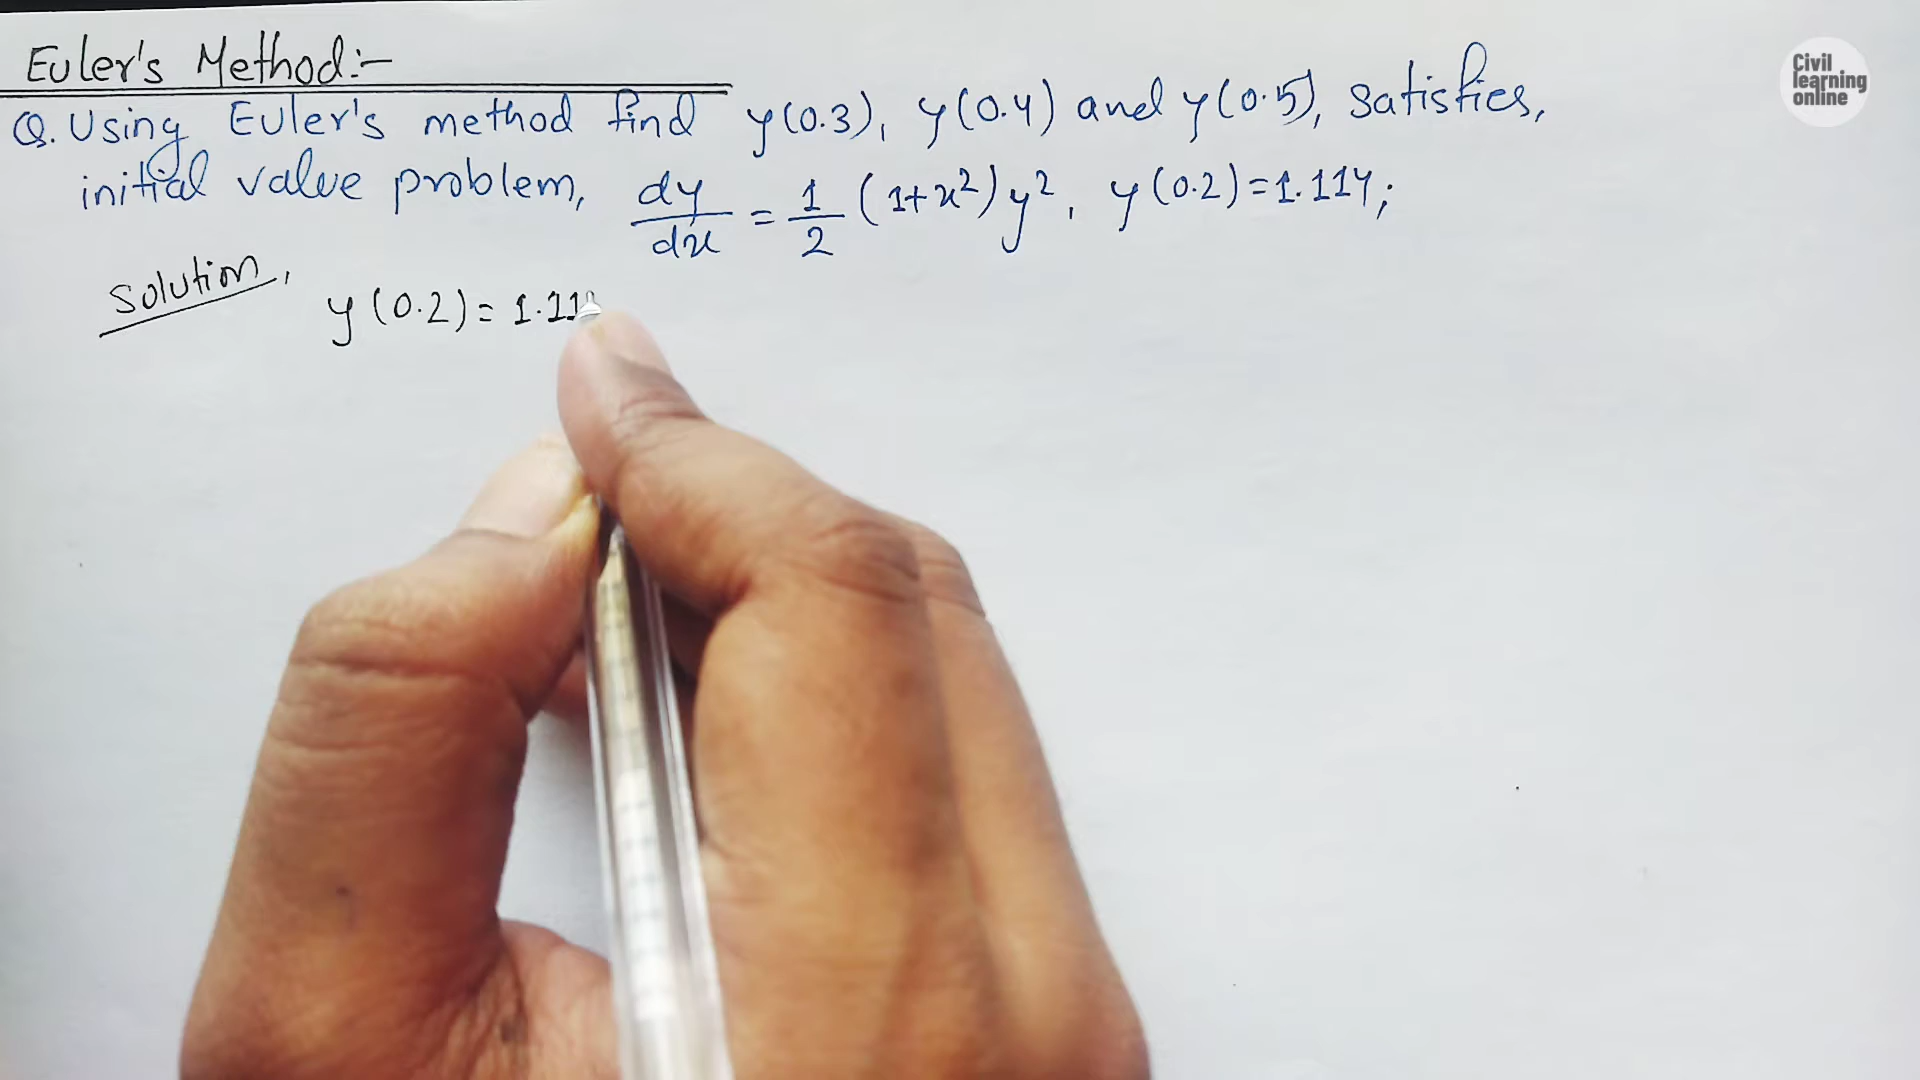 Euler's Method:-
Q. Using Euler's method find y(0.3), y(0.4) and y(0.5), satisfies,
initial value problem, dy/dx = 1/2 (1+x²)y², y(0.2)=1.114;
Solution, y(0.2)= 1.11
Civil
learning
online